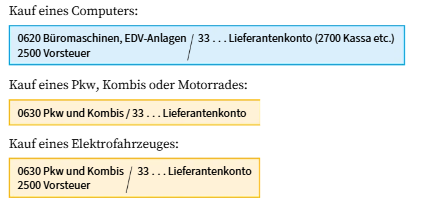 Kauf eines Computers:
0620 Büromaschinen, EDV-Anlagen / 33 . . . Lieferantenkonto (2700 Kassa etc.)
2500 Vorsteuer
Kauf eines Pkw, Kombis oder Motorrades:
0630 Pkw und Kombis / 33 . . . Lieferantenkonto
Kauf eines Elektrofahrzeuges:
0630 Pkw und Kombis / 33 . . . Lieferantenkonto
2500 Vorsteuer